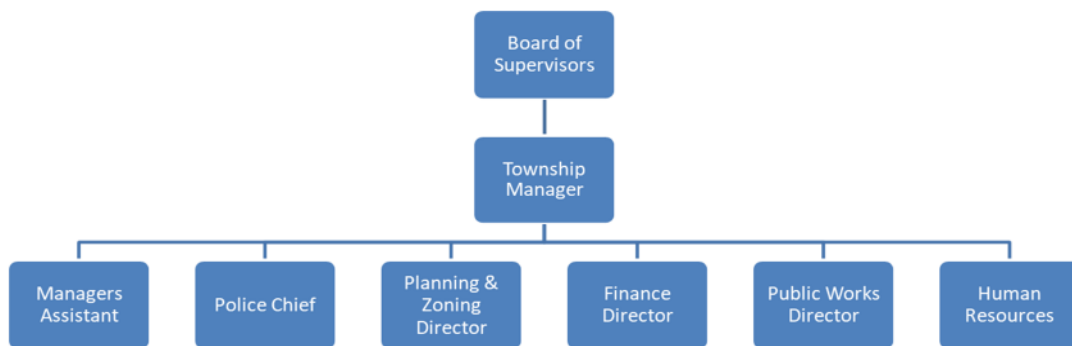 Board of
Supervisors
Township
Manager
Managers
Assistant
Police Chief
Planning &
Zoning
Director
Finance
Director
Public Works
Director
Human
Resources